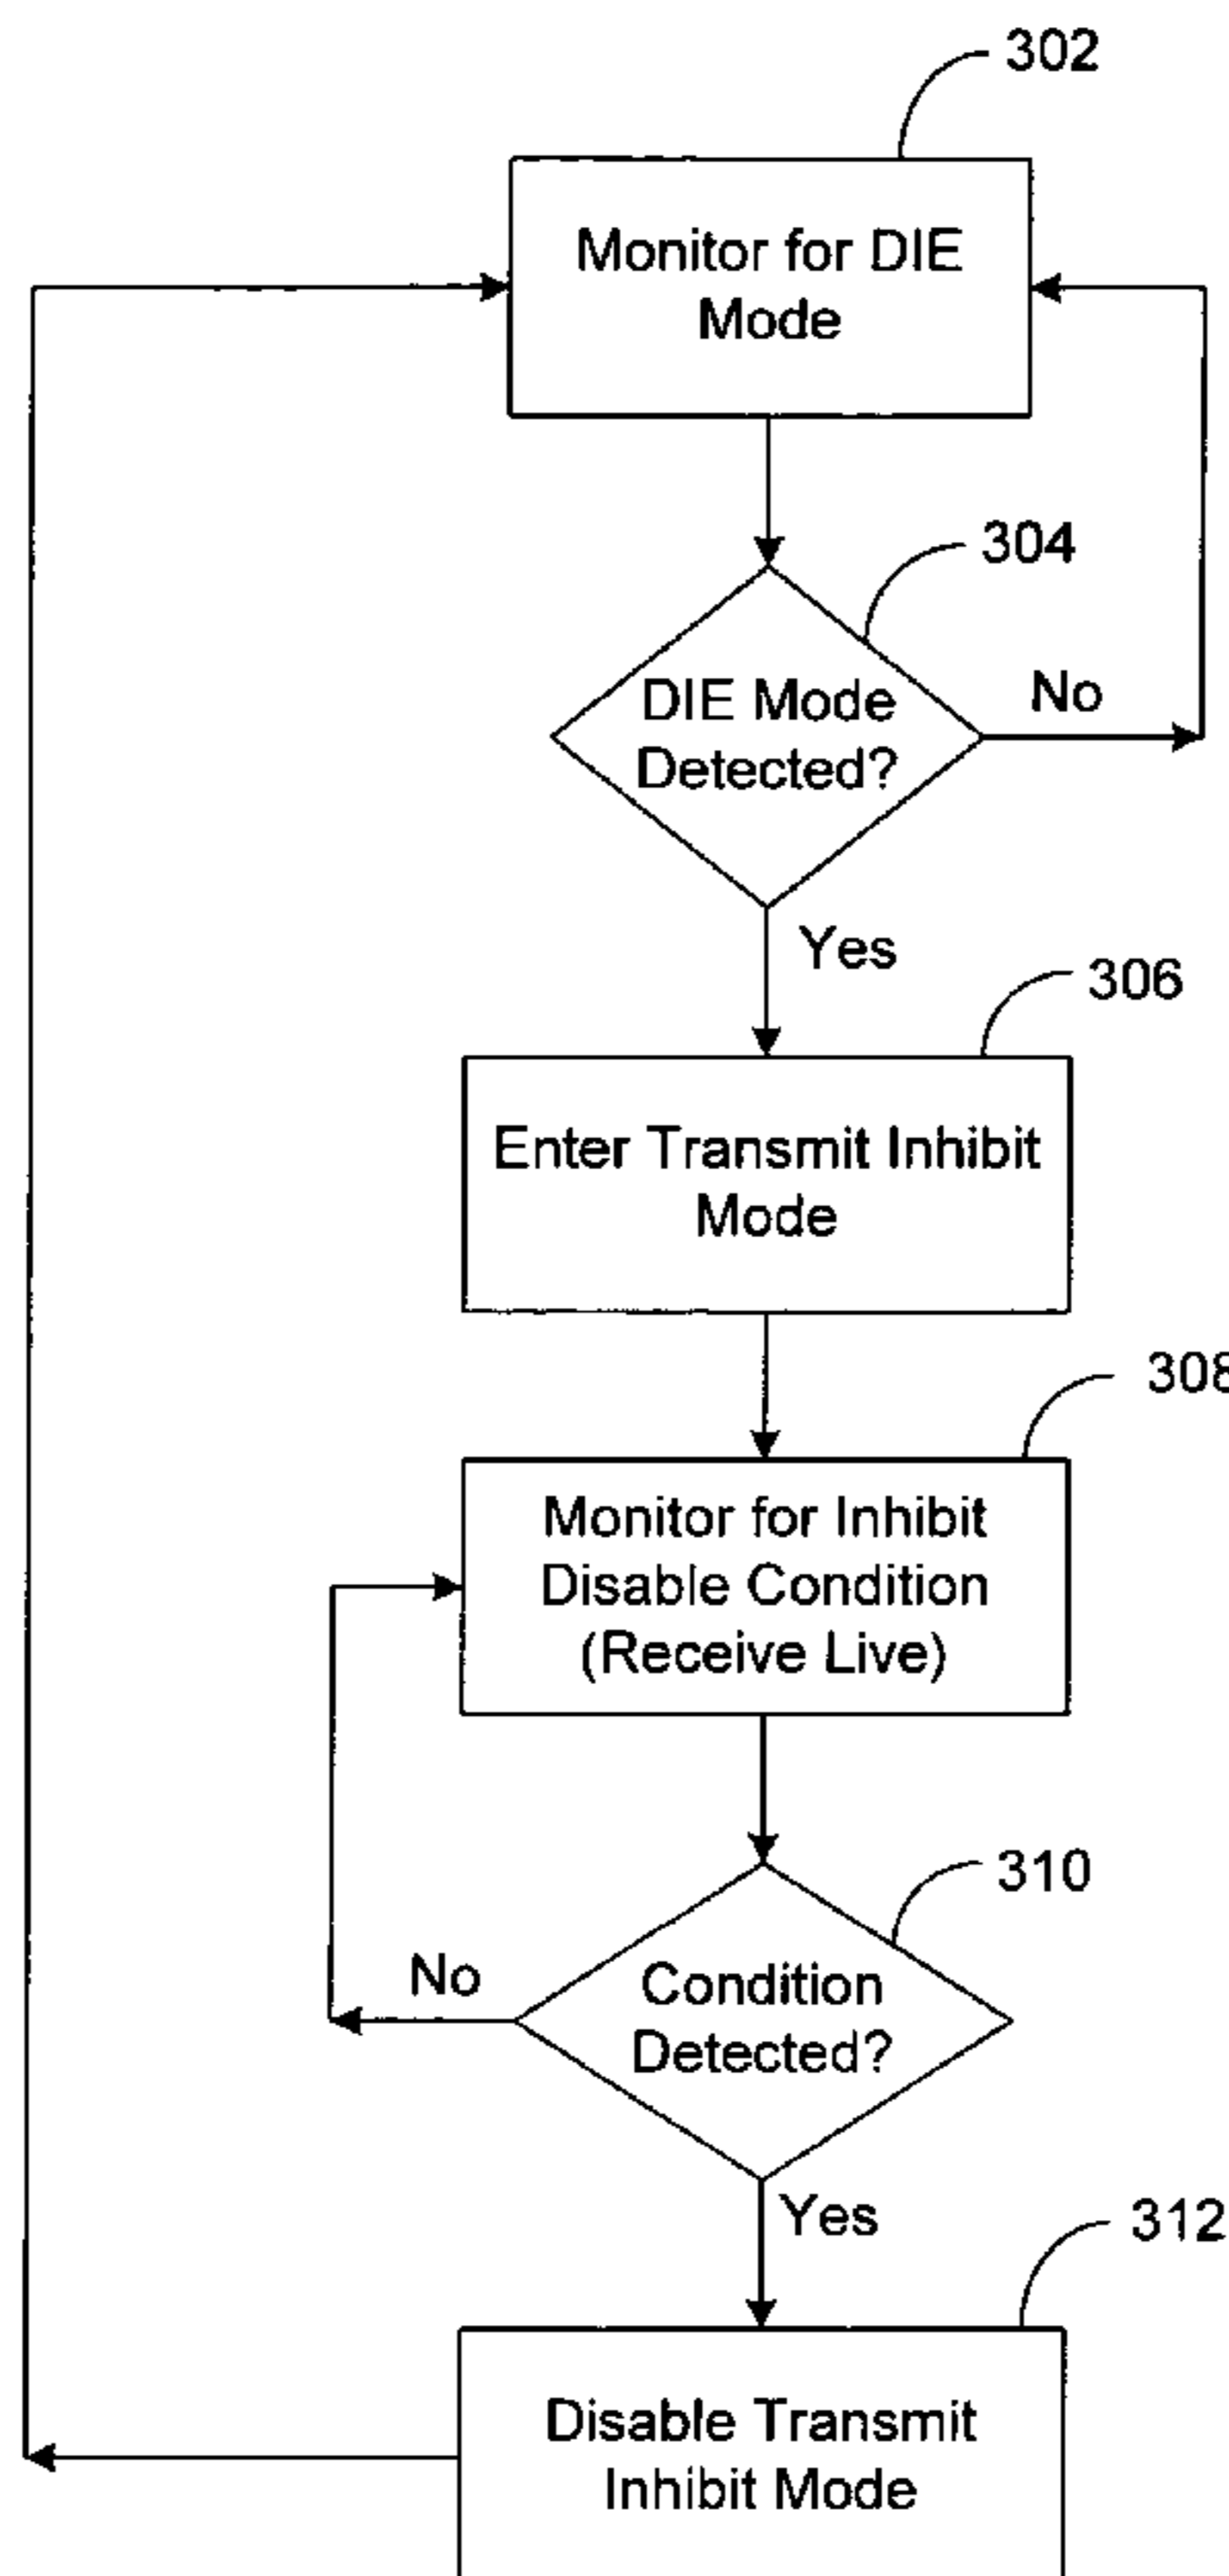 302
Monitor for DIE
Mode
304
DIE Mode
Detected?
No
Yes
306
Enter Transmit Inhibit
Mode
308
Monitor for Inhibit
Disable Condition
(Receive Live)
310
Condition
Detected?
No
Yes
312
Disable Transmit
Inhibit Mode